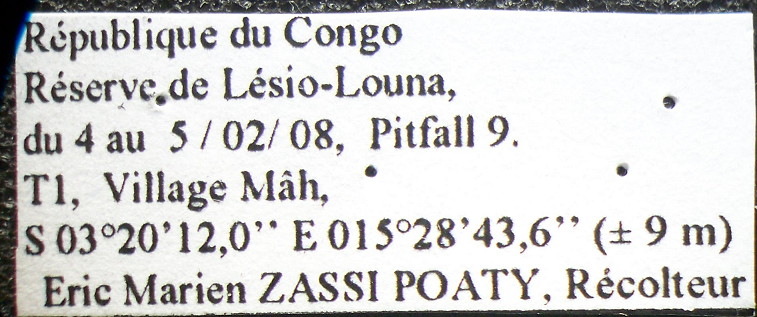 République du Congo
Réserve de Lésio-Louna,
du 4 au 5 / 02/ 08, Pitfall 9.
T1, Village Mâh,
S 03°20’12,0’’ E 015°28’43,6’’ (± 9 m)
Eric Marien ZASSI POATY, Récolteur